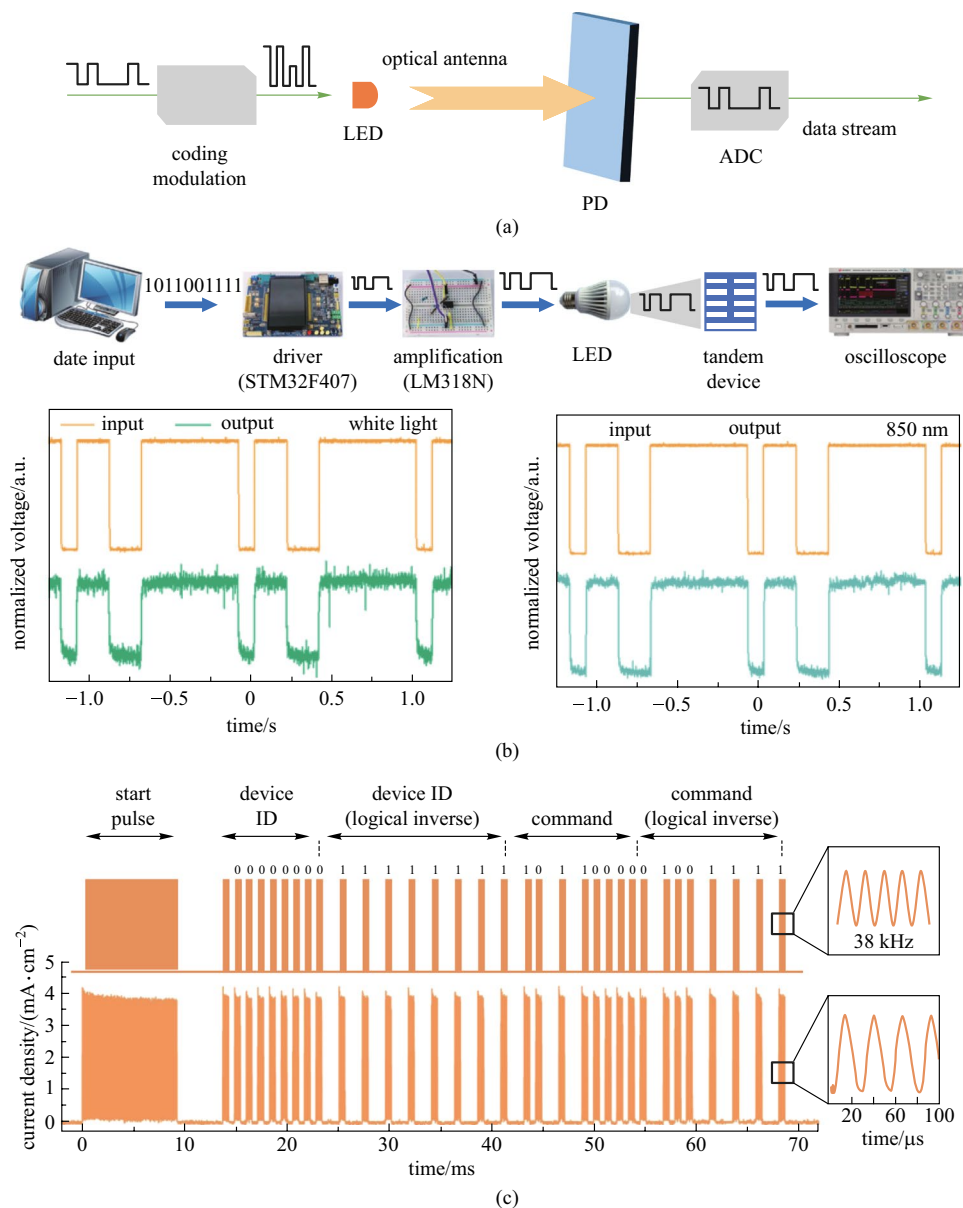 optical antenna
LED
coding
modulation
PD
ADC
data stream
(a)
1011001111
date input
driver
(STM32F407)
amplification
(LM318N)
LED
tandem
device
oscilloscope
input output white light
normalized voltage/a.u.
−1.0 −0.5 0 0.5 1.0
time/s
input output 850 nm
normalized voltage/a.u.
−1.0 −0.5 0 0.5 1.0
time/s
(b)
start
pulse
device
ID
device ID
(logical inverse)
command
command
(logical inverse)
0 0 0 0 0 0 0 0 1 1 1 1 1 1 1 1 1 0 1 1 0 0 0 0 0 1 0 0 1 1 1 1
38 kHz
current density/(mA·cm⁻²)
5
4
3
2
1
0
0 10 20 30 40 50 60 70
time/ms
20 60 100
time/μs
(c)